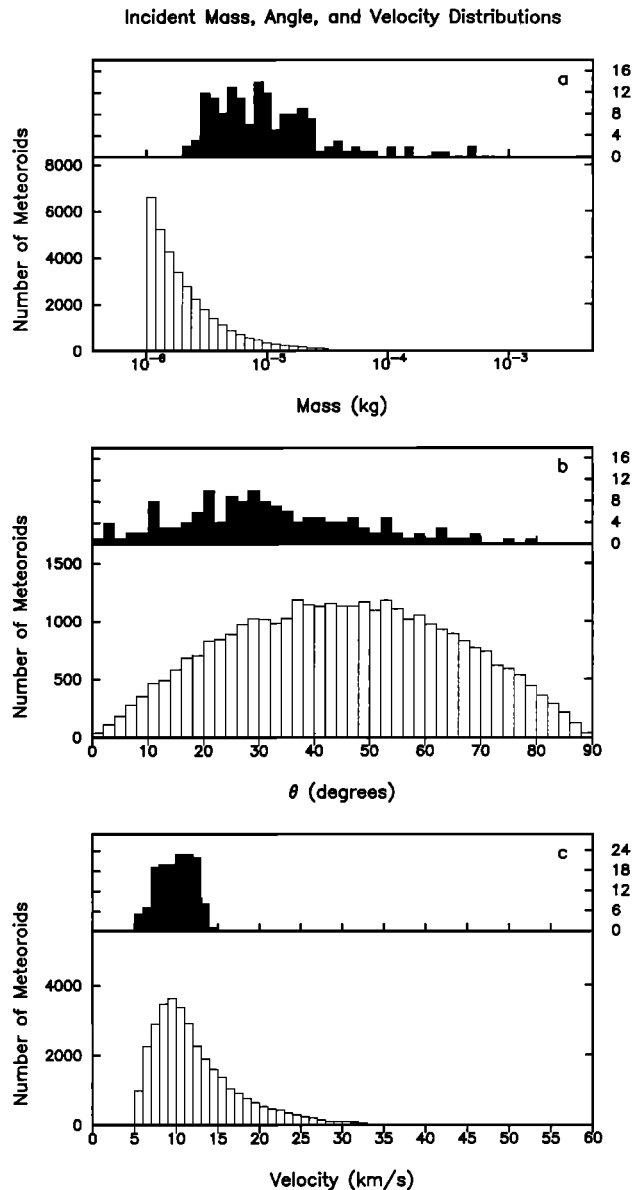 Incident Mass, Angle, and Velocity Distributions
a
16
12
8
4
0
Number of Meteoroids
8000
6000
4000
2000
0
10⁻⁶ 10⁻⁵ 10⁻⁴ 10⁻³
Mass (kg)
b
16
12
8
4
0
Number of Meteoroids
1500
1000
500
0
0 10 20 30 40 50 60 70 80 90
θ (degrees)
c
24
18
12
6
0
Number of Meteoroids
4000
2000
0
0 5 10 15 20 25 30 35 40 45 50 55 60
Velocity (km/s)